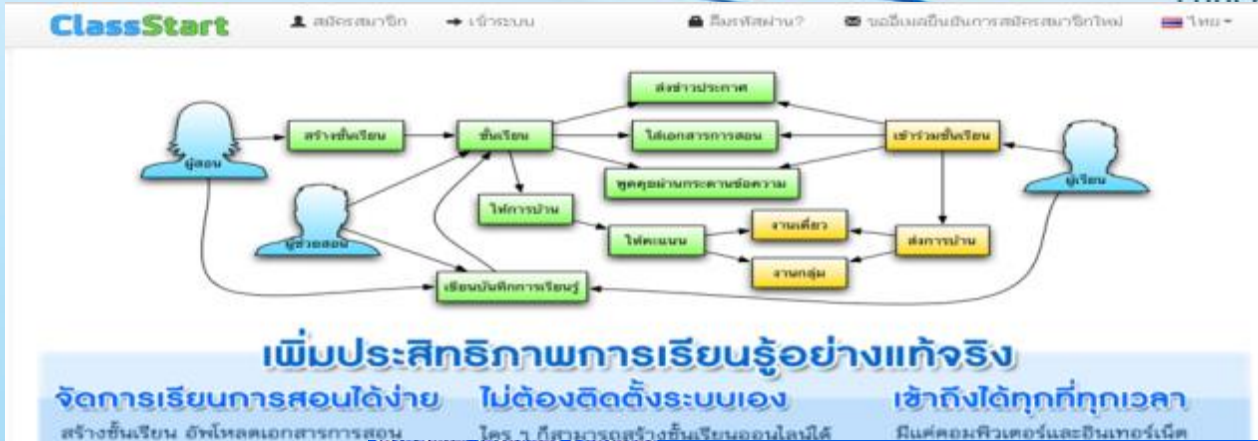 ClassStart สมัครสมาชิก เข้าระบบ ลืมรหัสผ่าน? ขออีเมลยืนยันการสมัครสมาชิกใหม่ ไทย
ส่งข่าวประกาศ
ผู้สอน สร้างชั้นเรียน ชั้นเรียน ใส่เอกสารการสอน เข้าร่วมชั้นเรียน ผู้เรียน
พูดคุยผ่านกระดานข้อความ
ผู้ช่วยสอน ให้การบ้าน งานเดี่ยว
ให้คะแนน ส่งการบ้าน
งานกลุ่ม
เขียนบันทึกการเรียนรู้
เพิ่มประสิทธิภาพการเรียนรู้อย่างแท้จริง
จัดการเรียนการสอนได้ง่าย ไม่ต้องติดตั้งระบบเอง เข้าถึงได้ทุกที่ทุกเวลา
สร้างชั้นเรียน อัพโหลดเอกสารการสอน ใคร ๆ ก็สามารถสร้างชั้นเรียนออนไลน์ได้ มีแค่คอมพิวเตอร์และอินเทอร์เน็ต